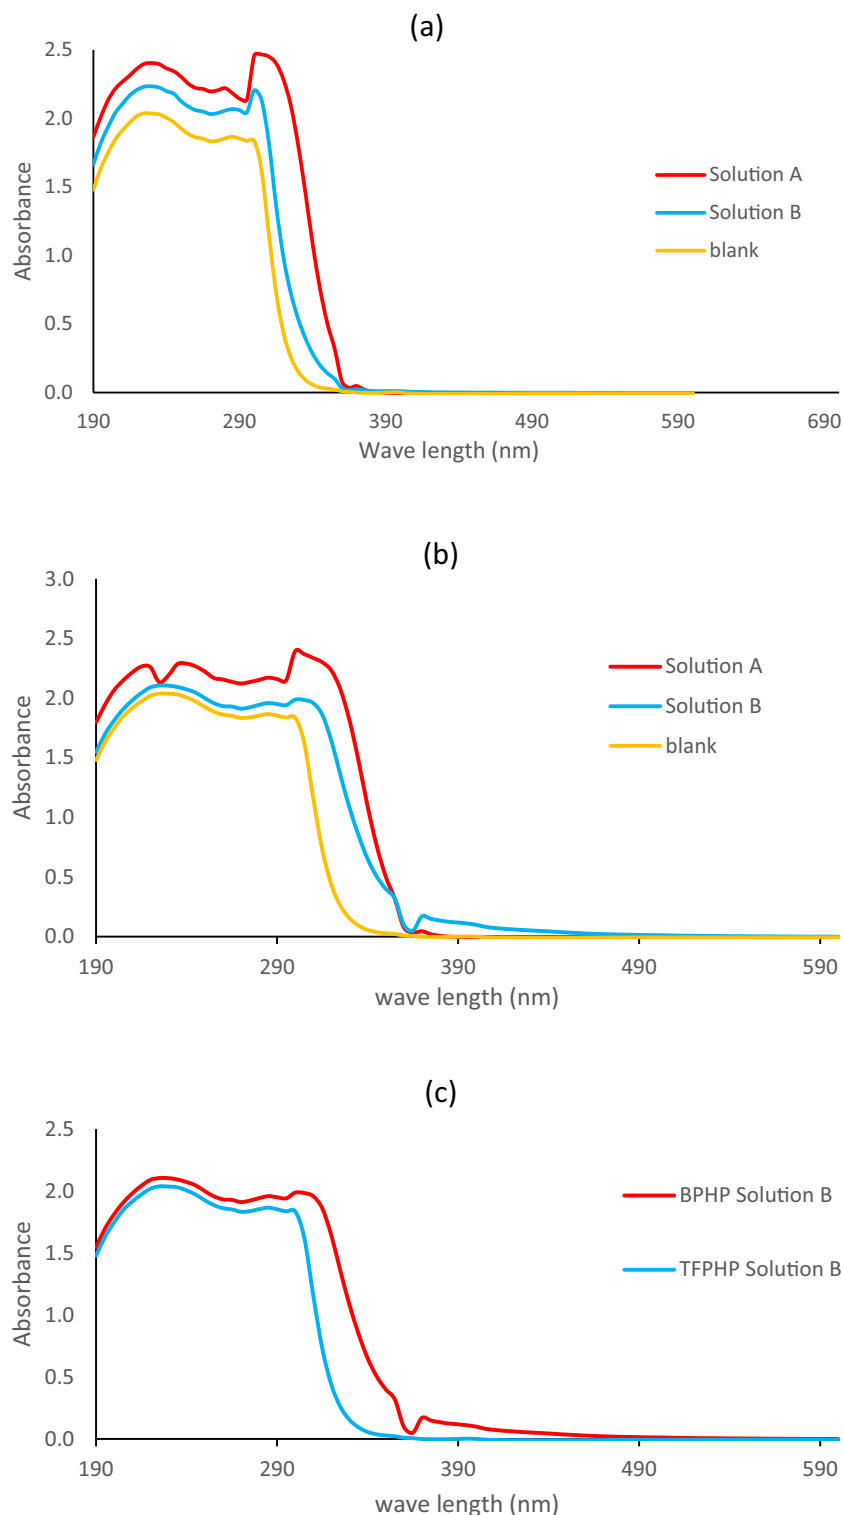 (a)
2.5
2.0
1.5
1.0
0.5
0.0
Absorbance
Solution A
Solution B
blank
190 290 390 490 590 690
Wave length (nm)
(b)
3.0
2.5
2.0
1.5
1.0
0.5
0.0
Absorbance
Solution A
Solution B
blank
190 290 390 490 590
wave length (nm)
(c)
2.5
2.0
1.5
1.0
0.5
0.0
Absorbance
BPHP Solution B
TFPHP Solution B
190 290 390 490 590
wave length (nm)